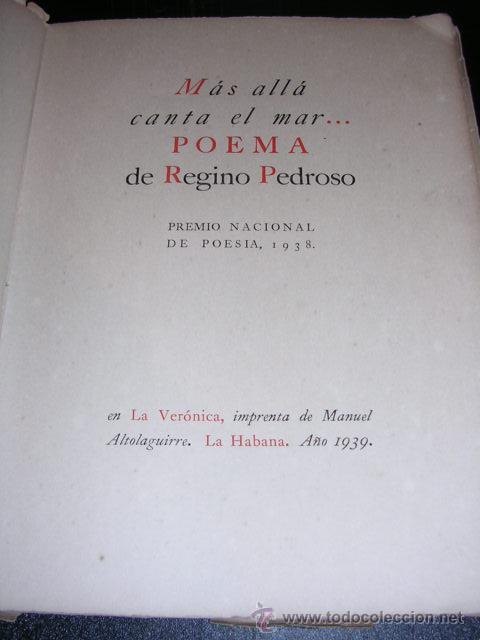 Más allá
canta el mar...
POEMA
de Regino Pedroso
PREMIO NACIONAL
DE POESIA, 1938.
en La Verónica, imprenta de Manuel
Altolaguirre. La Habana. Año 1939.
www.todocoleccion.net